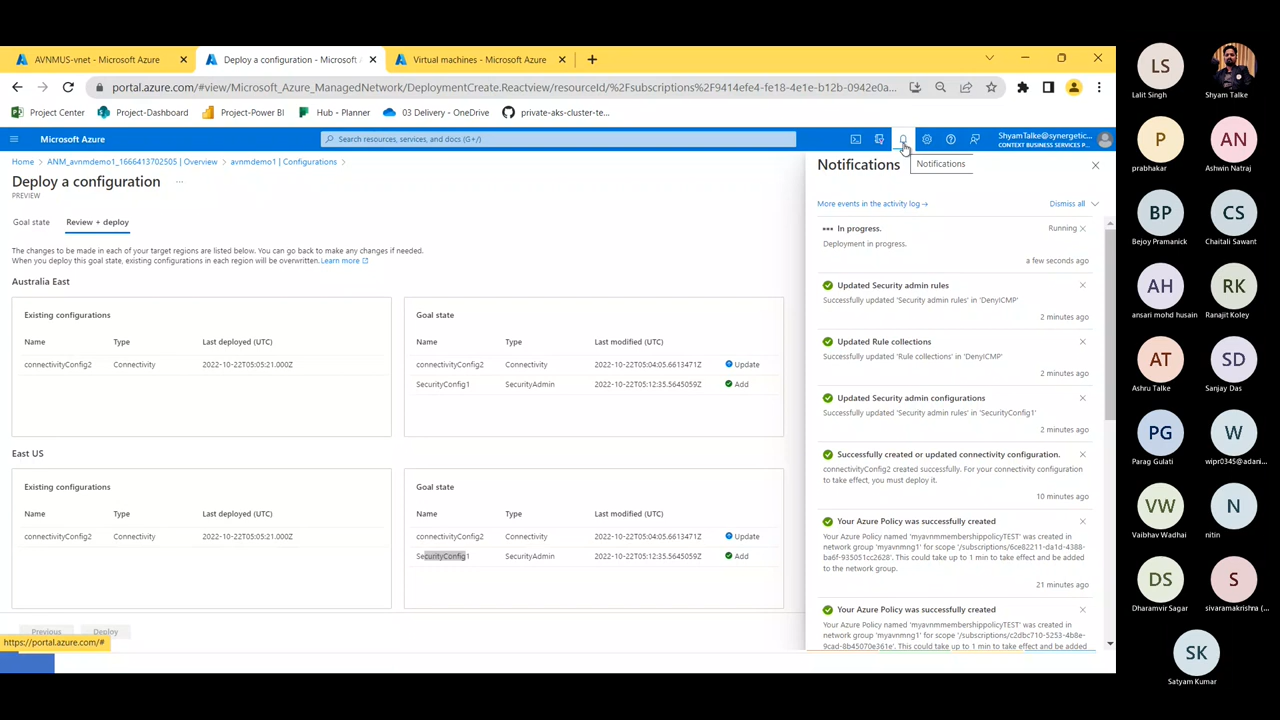 AVNMUS-vnet - Microsoft Azure
Deploy a configuration - Microsoft
Virtual machines - Microsoft Azure
portal.azure.com/#view/Microsoft_Azure_ManagedNetwork/DeploymentCreate.Reactview/resourceId/%2Fsubscriptions%2F9414efe4-fe18-4e1e-b12b-0942e0a...
Project Center
Project-Dashboard
Project-Power BI
Hub - Planner
03 Delivery - OneDrive
private-aks-cluster-te...
Microsoft Azure
Search resources, services, and docs (G+/)
ShyamTalke@synergetic...
CONTEXT BUSINESS SERVICES P...
Home > ANM_avnmdemo1_1666413702505 | Overview > avnmdemo1 | Configurations >
Deploy a configuration ...
PREVIEW
Goal state
Review + deploy
The changes to be made in each of your target regions are listed below. You can go back to make any changes if needed.
When you deploy this goal state, existing configurations in each region will be overwritten. Learn more
Australia East
Existing configurations
Name Type Last deployed (UTC)
connectivityConfig2 Connectivity 2022-10-22T05:05:21.000Z
Goal state
Name Type Last modified (UTC)
connectivityConfig2 Connectivity 2022-10-22T05:04:05.6613471Z Update
SecurityConfig1 SecurityAdmin 2022-10-22T05:12:35.5645059Z Add
East US
Existing configurations
Name Type Last deployed (UTC)
connectivityConfig2 Connectivity 2022-10-22T05:05:21.000Z
Goal state
Name Type Last modified (UTC)
connectivityConfig2 Connectivity 2022-10-22T05:04:05.6613471Z Update
SecurityConfig1 SecurityAdmin 2022-10-22T05:12:35.5645059Z Add
Previous
Deploy
https://portal.azure.com/#
Notifications
Notifications
More events in the activity log →
Dismiss all
In progress. Running
Deployment in progress.
a few seconds ago
Updated Security admin rules
Successfully updated 'Security admin rules' in 'DenyICMP'
2 minutes ago
Updated Rule collections
Successfully updated 'Rule collections' in 'DenyICMP'
2 minutes ago
Updated Security admin configurations
Successfully updated 'Security admin rules' in 'SecurityConfig1'
2 minutes ago
Successfully created or updated connectivity configuration.
connectivityConfig2 created successfully. For your connectivity configuration
to take effect, you must deploy it.
10 minutes ago
Your Azure Policy was successfully created
Your Azure Policy named 'myavnmmembershippolicyTEST' was created in
network group 'myavnmng1' for scope '/subscriptions/6ce82211-da1d-4388-
ba6f-935051cc2628'. This could take up to 1 min to take effect and be added to
the network group.
21 minutes ago
Your Azure Policy was successfully created
Your Azure Policy named 'myavnmmembershippolicyTEST' was created in
network group 'myavnmng1' for scope '/subscriptions/c2dbc710-5253-4b8e-
9cad-8b45070e361e'. This could take up to 1 min to take effect and be added
LS
Lalit Singh
Shyam Talke
P
prabhakar
AN
Ashwin Natraj
BP
Bejoy Pramanick
CS
Chaitali Sawant
AH
ansari mohd husain
RK
Ranajit Koley
AT
Ashru Talke
SD
Sanjay Das
PG
Parag Gulati
W
wipr0345@adani...
VW
Vaibhav Wadhai
N
nitin
DS
Dharamvir Sagar
S
sivaramakrishna (...
SK
Satyam Kumar